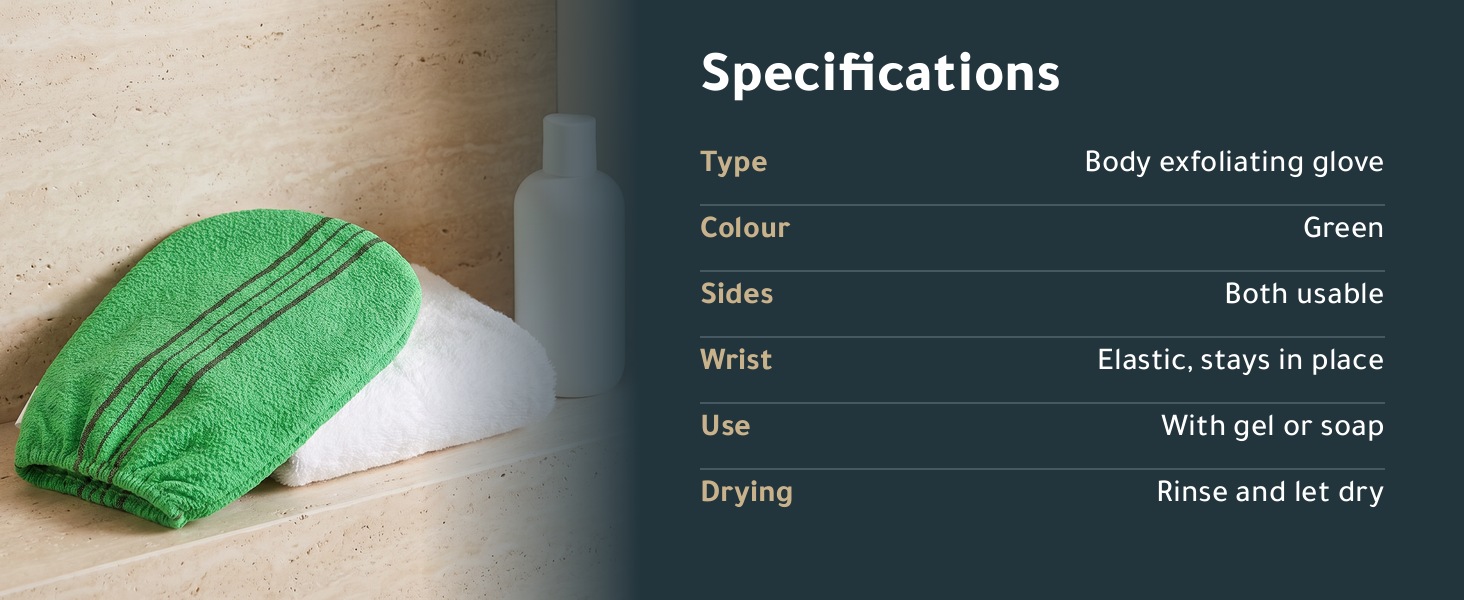 Specifications
Type Body exfoliating glove
Colour Green
Sides Both usable
Wrist Elastic, stays in place
Use With gel or soap
Drying Rinse and let dry